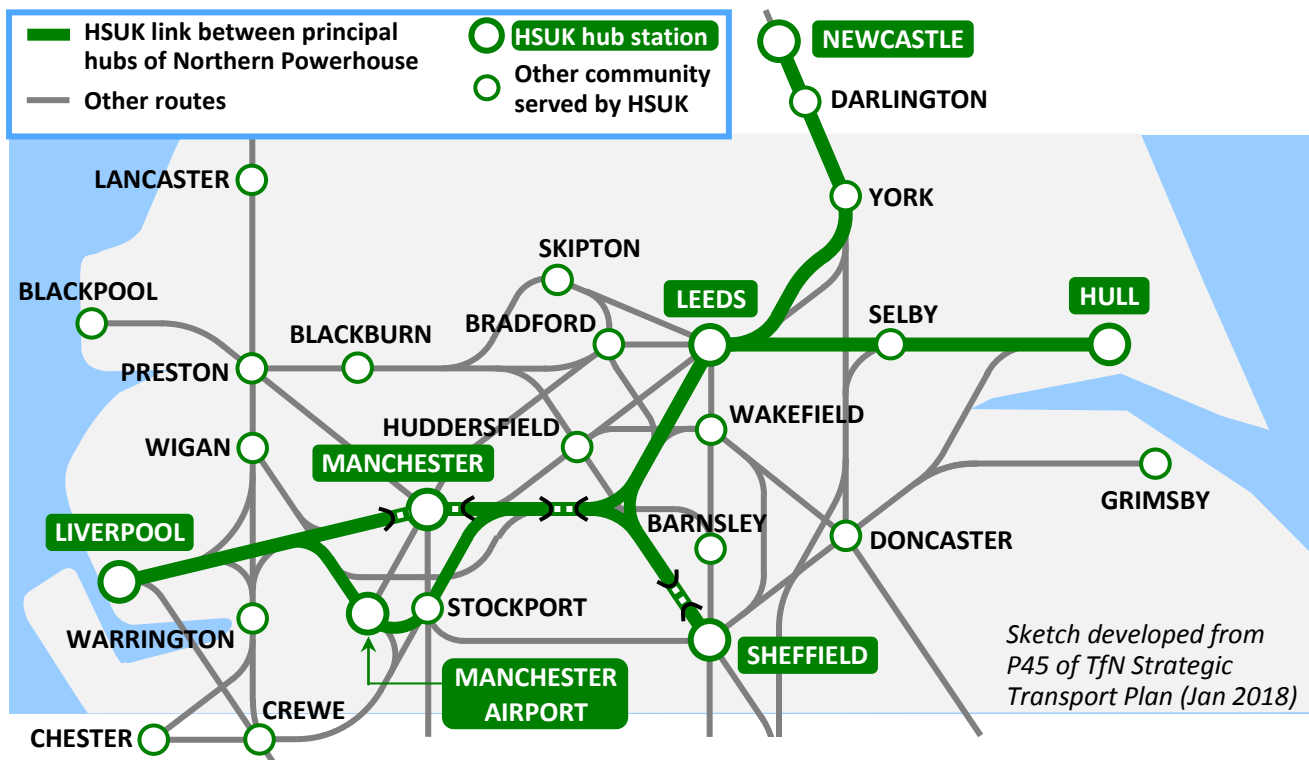 HSUK link between principal
hubs of Northern Powerhouse
Other routes
HSUK hub station
Other community
served by HSUK
NEWCASTLE
DARLINGTON
LANCASTER
YORK
SKIPTON
BLACKPOOL
LEEDS
HULL
BLACKBURN
BRADFORD
SELBY
PRESTON
WAKEFIELD
HUDDERSFIELD
WIGAN
MANCHESTER
GRIMSBY
LIVERPOOL
BARNSLEY
DONCASTER
STOCKPORT
WARRINGTON
SHEFFIELD
MANCHESTER
AIRPORT
Sketch developed from
P45 of TfN Strategic
Transport Plan (Jan 2018)
CREWE
CHESTER